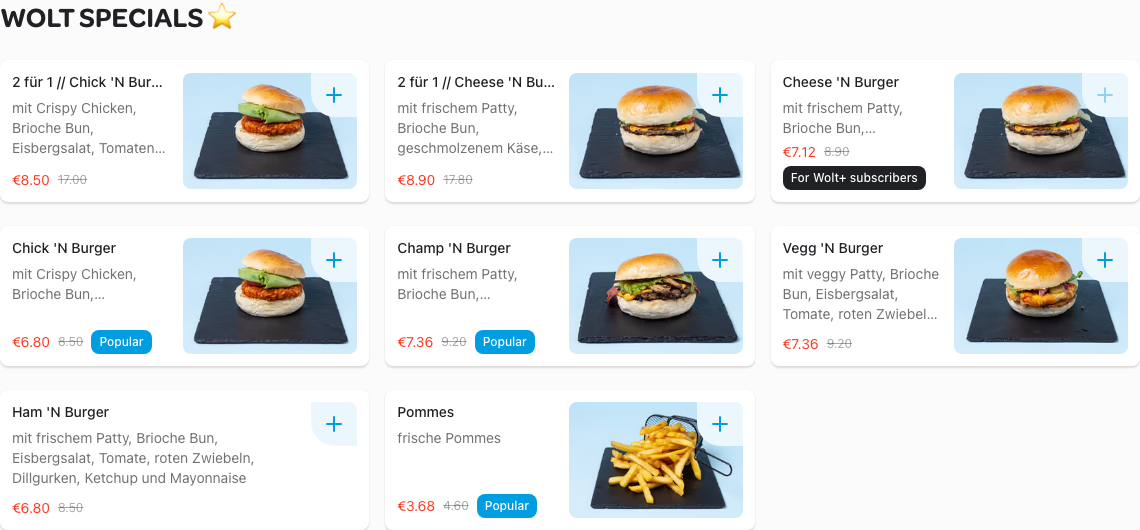 WOLT SPECIALS ⭐
2 für 1 // Chick 'N Bur...
mit Crispy Chicken,
Brioche Bun,
Eisbergsalat, Tomaten...
€8.50 17.00
2 für 1 // Cheese 'N Bu...
mit frischem Patty,
Brioche Bun,
geschmolzenem Käse,...
€8.90 17.80
Cheese 'N Burger
mit frischem Patty,
Brioche Bun,...
€7.12 8.90
For Wolt+ subscribers
Chick 'N Burger
mit Crispy Chicken,
Brioche Bun,...
€6.80 8.50 Popular
Champ 'N Burger
mit frischem Patty,
Brioche Bun,...
€7.36 9.20 Popular
Vegg 'N Burger
mit veggy Patty, Brioche
Bun, Eisbergsalat,
Tomate, roten Zwiebel...
€7.36 9.20
Ham 'N Burger
mit frischem Patty, Brioche Bun,
Eisbergsalat, Tomate, roten Zwiebeln,
Dillgurken, Ketchup und Mayonnaise
€6.80 8.50
Pommes
frische Pommes
€3.68 4.60 Popular